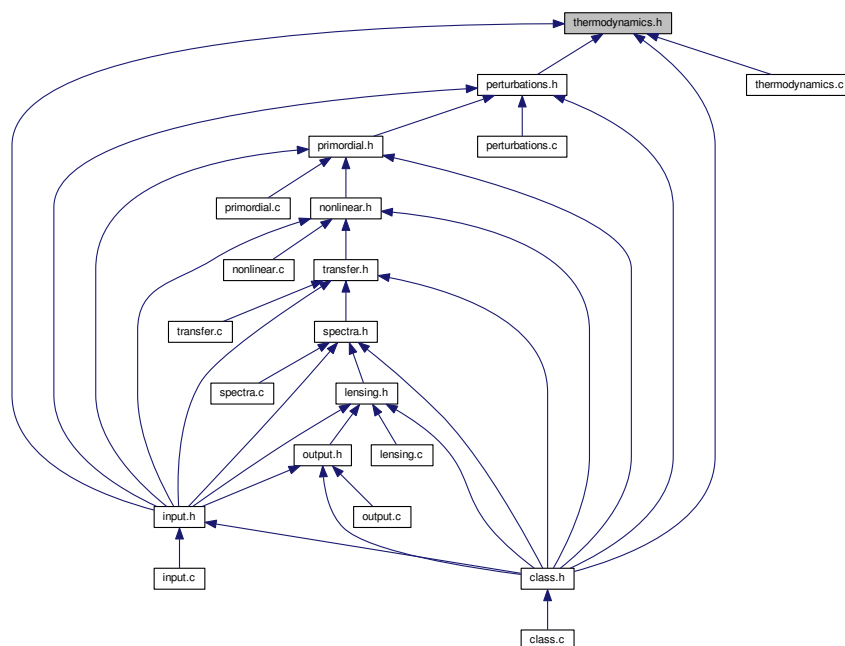 thermodynamics.h
perturbations.h
thermodynamics.c
primordial.h
perturbations.c
primordial.c
nonlinear.h
nonlinear.c
transfer.h
transfer.c
spectra.h
spectra.c
lensing.h
output.h
lensing.c
input.h
output.c
input.c
class.h
class.c